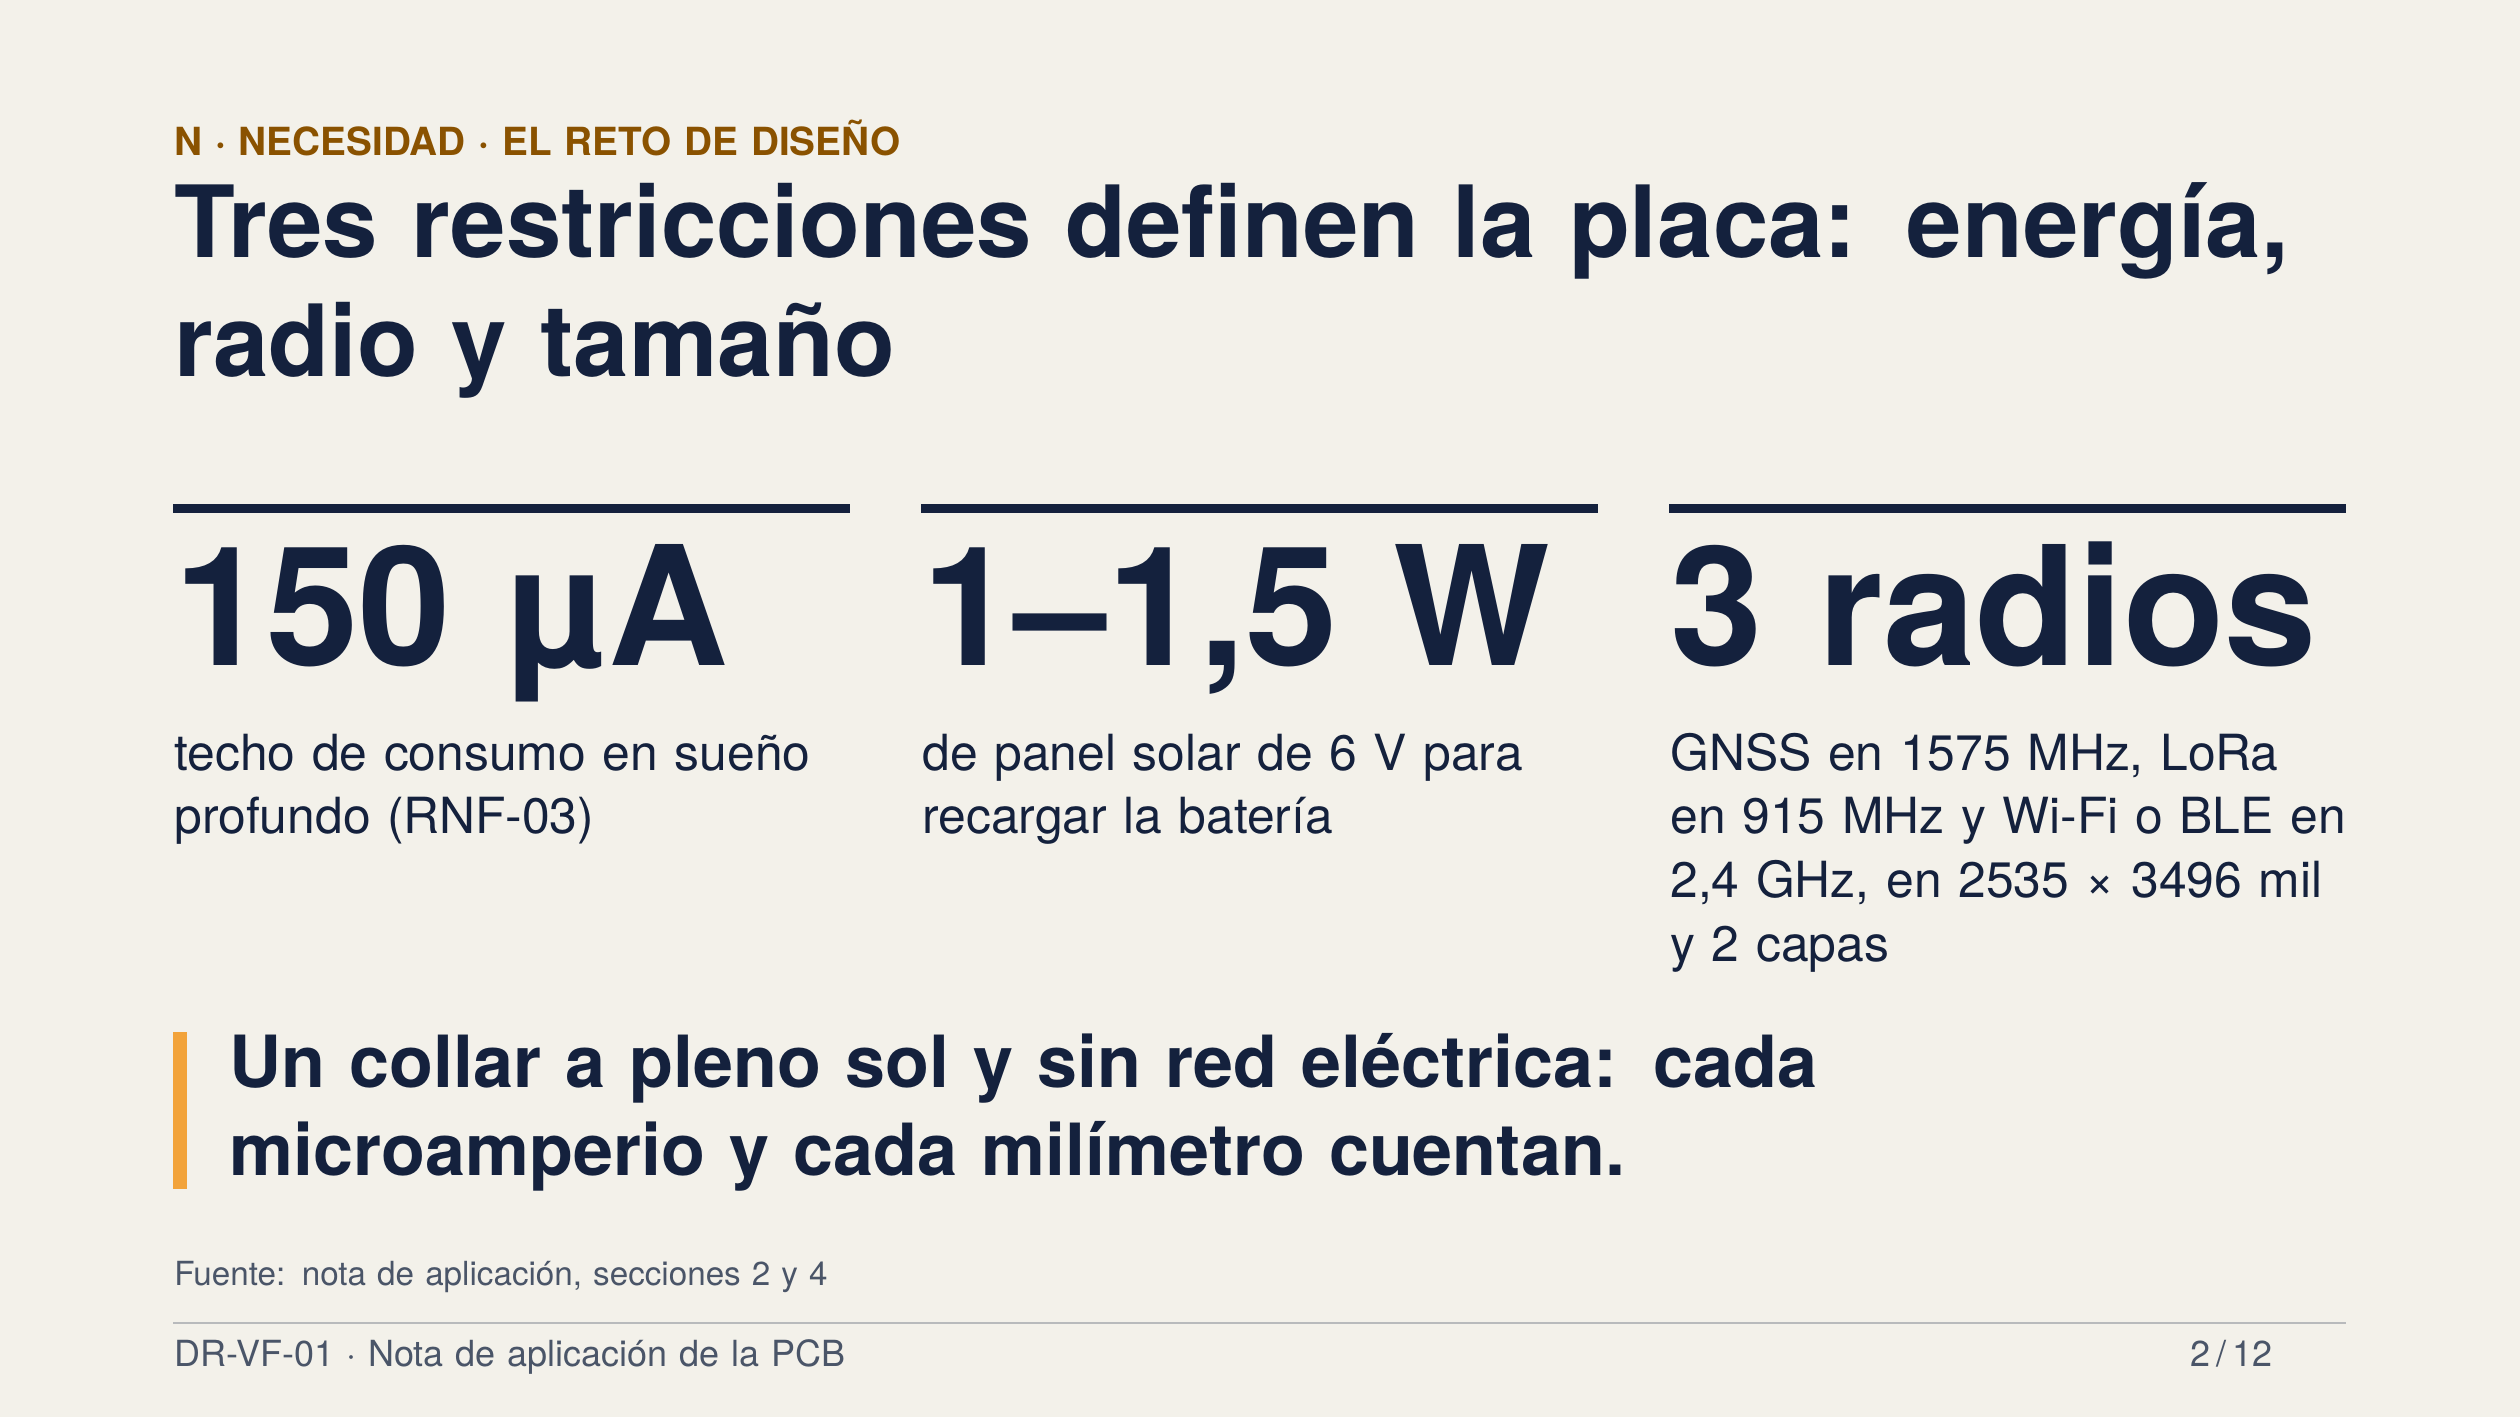 N · NECESIDAD · EL RETO DE DISEÑO
Tres restricciones definen la placa: energía,
radio y tamaño
150 µA
techo de consumo en sueño
profundo (RNF-03)
1–1,5 W
de panel solar de 6 V para
recargar la batería
3 radios
GNSS en 1575 MHz, LoRa
en 915 MHz y Wi-Fi o BLE en
2,4 GHz, en 2535 × 3496 mil
y 2 capas
Un collar a pleno sol y sin red eléctrica: cada
microamperio y cada milímetro cuentan.
Fuente: nota de aplicación, secciones 2 y 4
DR-VF-01 · Nota de aplicación de la PCB
2 / 12